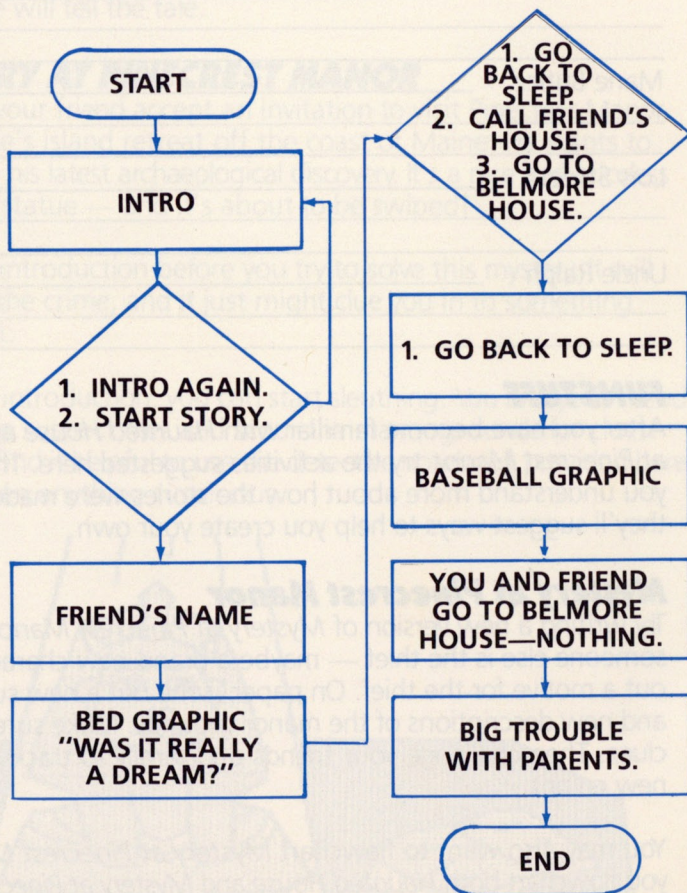 START
INTRO
1. INTRO AGAIN.
2. START STORY.
FRIEND'S NAME
BED GRAPHIC
"WAS IT REALLY
A DREAM?"
1. GO
BACK TO
SLEEP.
2. CALL FRIEND'S
HOUSE.
3. GO TO
BELMORE
HOUSE.
1. GO BACK TO SLEEP.
BASEBALL GRAPHIC
YOU AND FRIEND
GO TO BELMORE
HOUSE—NOTHING.
BIG TROUBLE
WITH PARENTS.
END